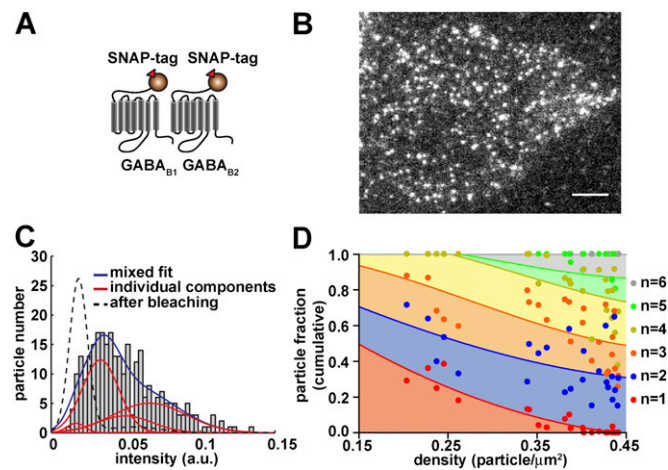 A
SNAP-tag SNAP-tag
GABAB1 GABAB2
B
C
particle number
30
25
20
15
10
5
0
mixed fit
individual components
after bleaching
0 0.05 0.1 0.15
intensity (a.u.)
D
particle fraction
(cumulative)
1.0
0.8
0.6
0.4
0.2
0.0
n=6
n=5
n=4
n=3
n=2
n=1
0.15 0.25 0.35 0.45
density (particle/μm²)